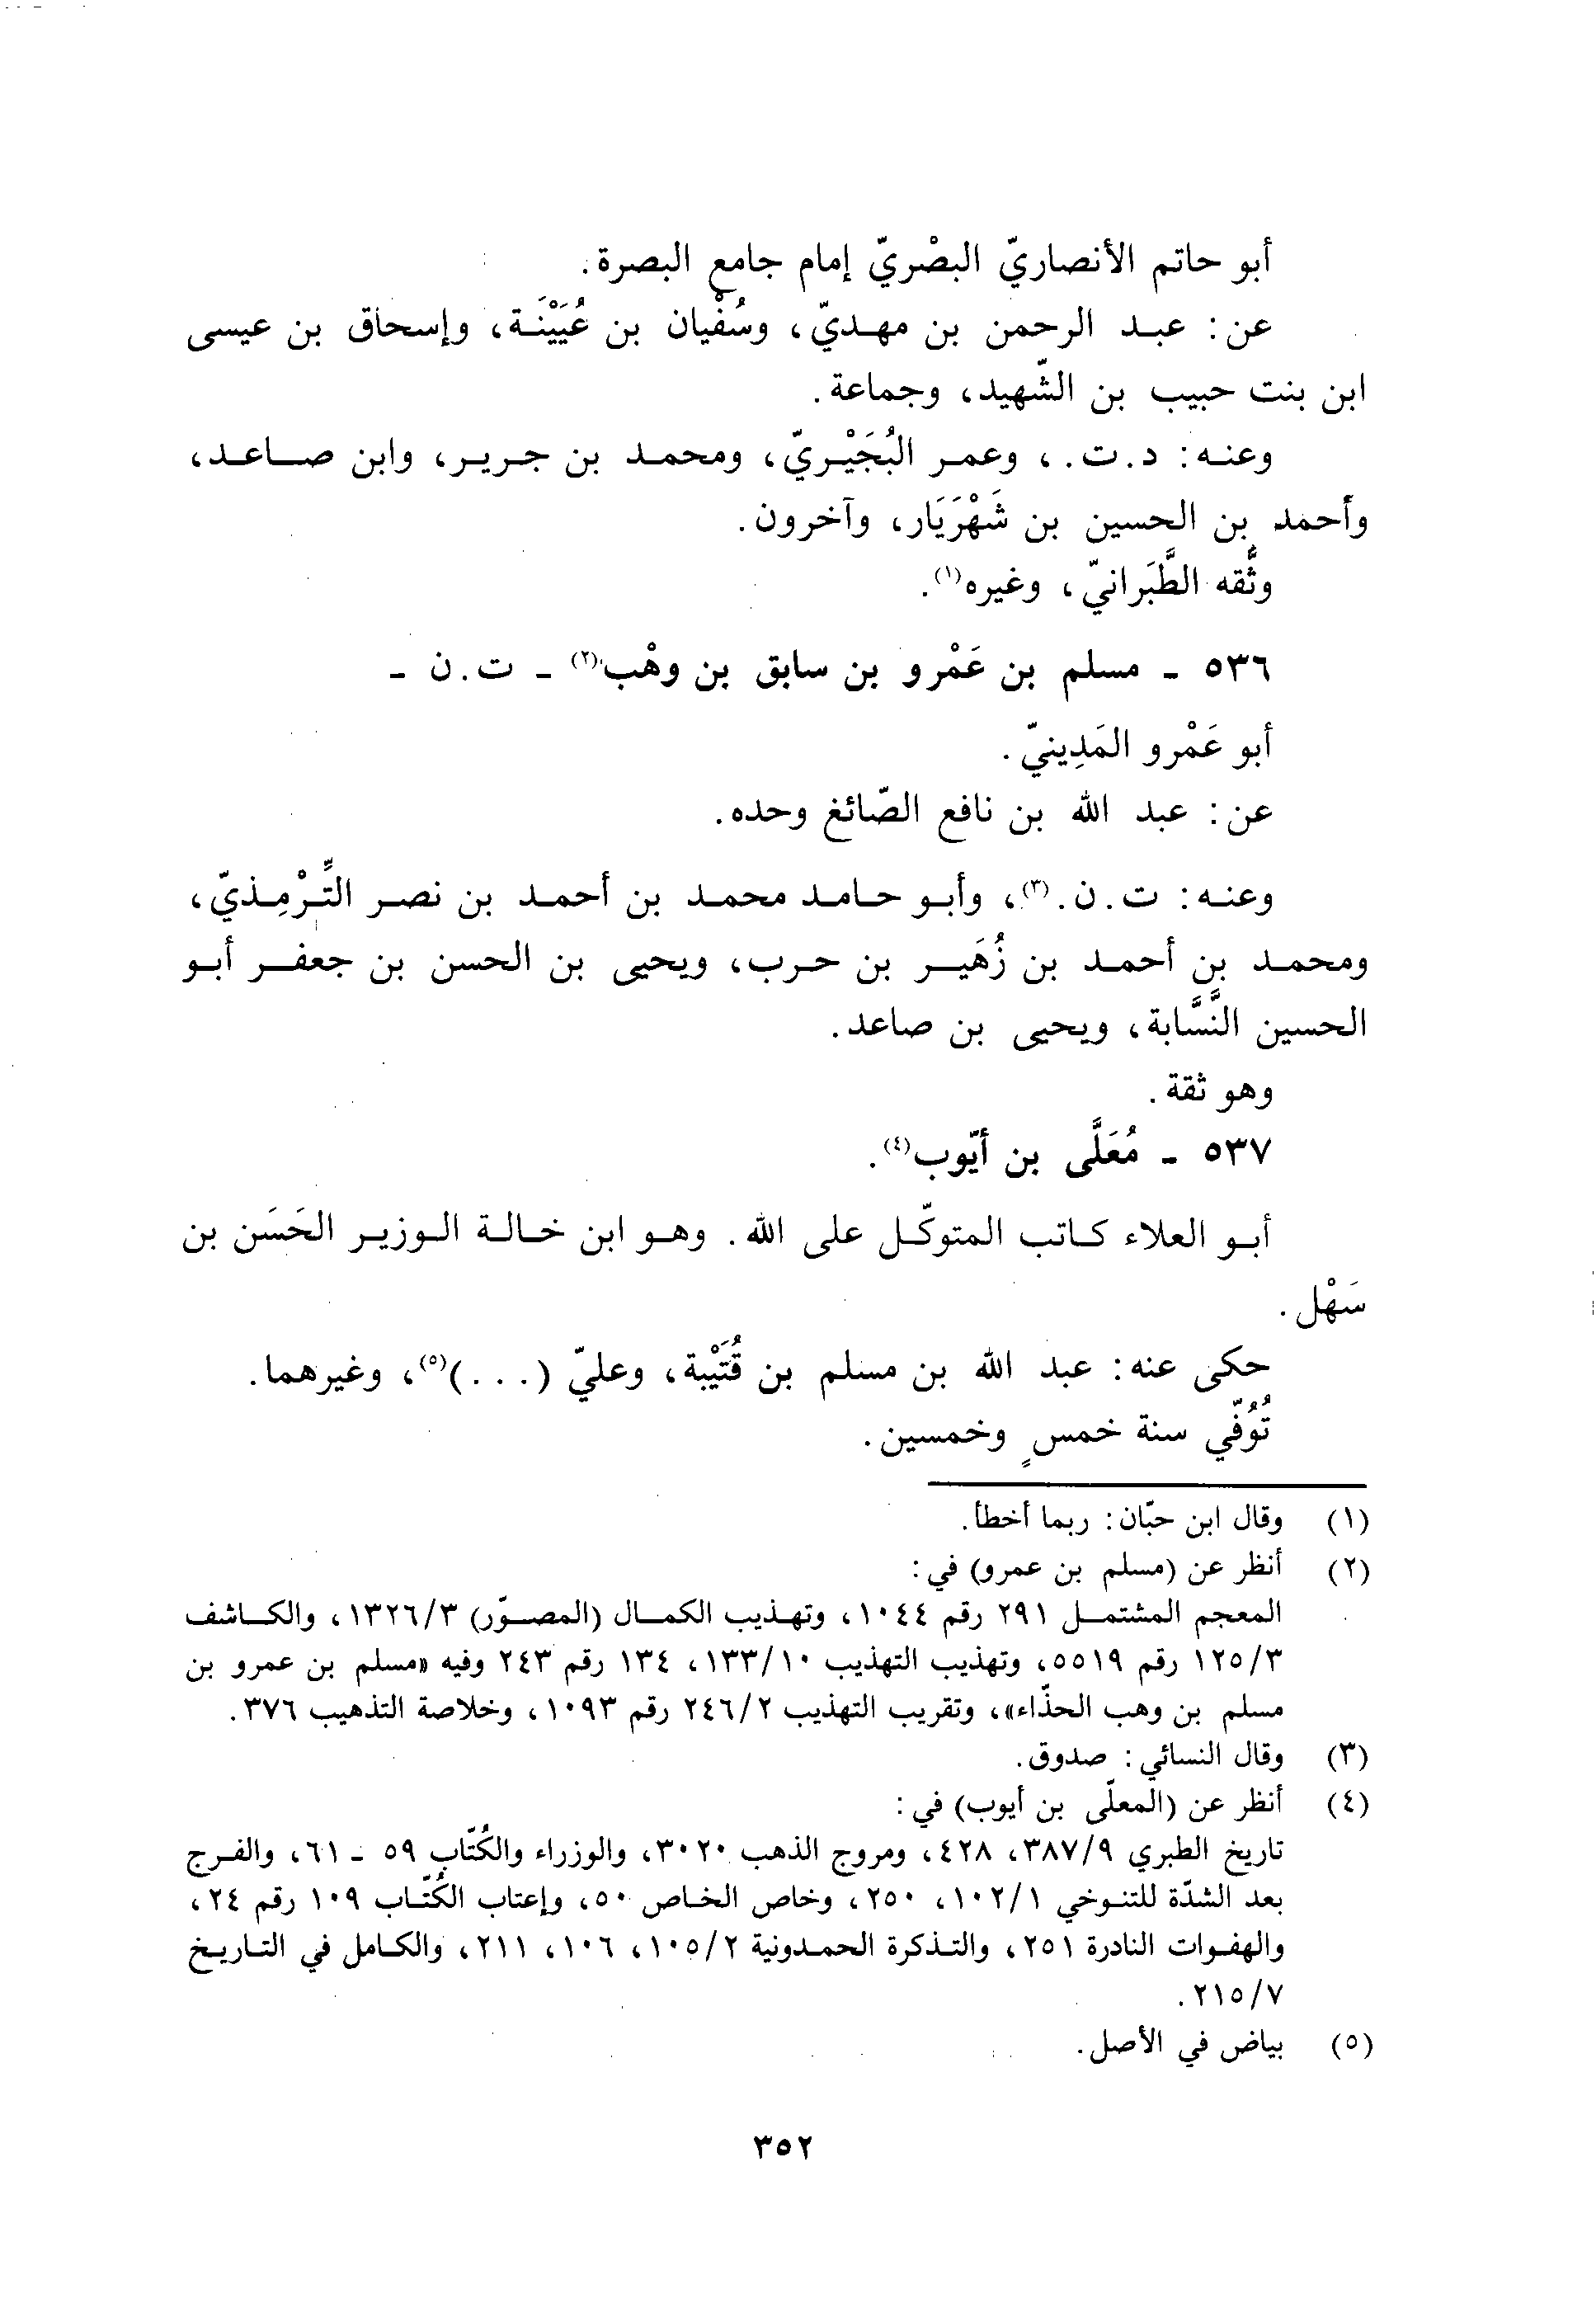 أبو حاتم الأنصاريّ البصْريّ إمام جامع البصرة.
عن: عبد الرحمن بن مهديّ، وسُفْيان بن عُيَيْنَة، وإسحاق بن عيسى
ابن بنت حبيب بن الشّهيد، وجماعة.
وعنه: د.ت.، وعمر البُجَيْريّ، ومحمد بن جرير، وابن صاعد،
وأحمد بن الحسين بن شَهْرَيَار، وآخرون.
وثَّقه الطَّبَرانيّ، وغيره(١).
٥٣٦ - مسلم بن عَمْرو بن سابق بن وهْب(٢) - ت.ن -
أبو عَمْرو المَدِينيّ.
عن: عبد الله بن نافع الصّائغ وحده.
وعنه: ت.ن.(٣)، وأبو حامد محمد بن أحمد بن نصر التِّرْمِذيّ،
ومحمد بن أحمد بن زُهَير بن حرب، ويحيى بن الحسن بن جعفر أبو
الحسين النَّسَّابة، ويحيى بن صاعد.
وهو ثقة.
٥٣٧ - مُعَلَّى بن أيّوب(٤).
أبو العلاء كاتب المتوكّل على الله. وهو ابن خالة الوزير الحَسَن بن
سَهْل.
حكى عنه: عبد الله بن مسلم بن قُتَيْبة، وعليّ (...)(٥)، وغيرهما.
تُوُفّي سنة خمسٍ وخمسين.
(١) وقال ابن حبّان: ربما أخطأ.
(٢) أنظر عن (مسلم بن عمرو) في:
المعجم المشتمل ٢٩١ رقم ١٠٤٤، وتهذيب الكمال (المصوّر) ١٣٢٦/٣، والكاشف
١٢٥/٣ رقم ٥٥١٩، وتهذيب التهذيب ١٣٣/١٠، ١٣٤ رقم ٢٤٣ وفيه «مسلم بن عمرو بن
مسلم بن وهب الحذّاء»، وتقريب التهذيب ٢٤٦/٢ رقم ١٠٩٣، وخلاصة التذهيب ٣٧٦.
(٣) وقال النسائي: صدوق.
(٤) أنظر عن (المعلّى بن أيوب) في:
تاريخ الطبري ٣٨٧/٩، ٤٢٨، ومروج الذهب ٣٠٢٠، والوزراء والكُتّاب ٥٩ - ٦١، والفرج
بعد الشدّة للتنوخي ١٠٢/١، ٢٥٠، وخاص الخاص ٥٠، وإعتاب الكُتّاب ١٠٩ رقم ٢٤،
والهفوات النادرة ٢٥١، والتذكرة الحمدونية ١٠٥/٢، ١٠٦، ٢١١، والكامل في التاريخ
٢١٥/٧.
(٥) بياض في الأصل.
٣٥٢